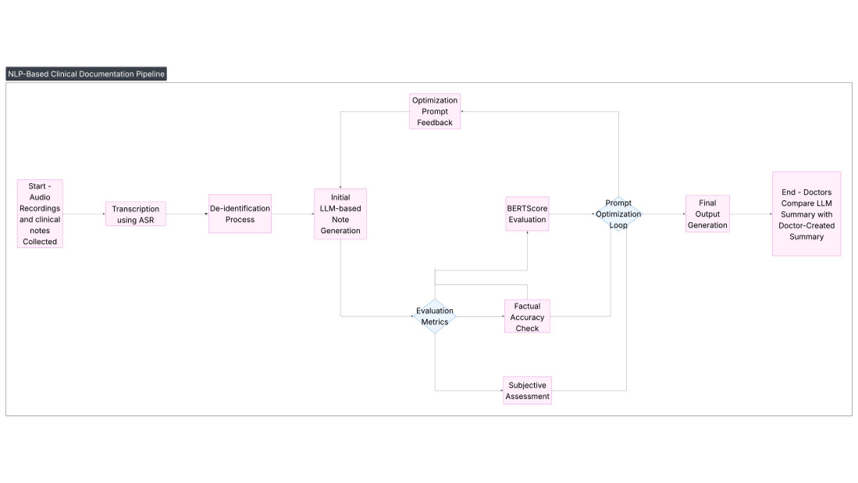 NLP-Based Clinical Documentation Pipeline
Optimization
Prompt
Feedback
Start -
Audio
Recordings
and clinical
notes
Collected
Transcription
using ASR
De-identification
Process
Initial
LLM-based
Note
Generation
BERTScore
Evaluation
Prompt
Optimization
Loop
Final
Output
Generation
End - Doctors
Compare LLM
Summary with
Doctor-Created
Summary
Evaluation
Metrics
Factual
Accuracy
Check
Subjective
Assessment